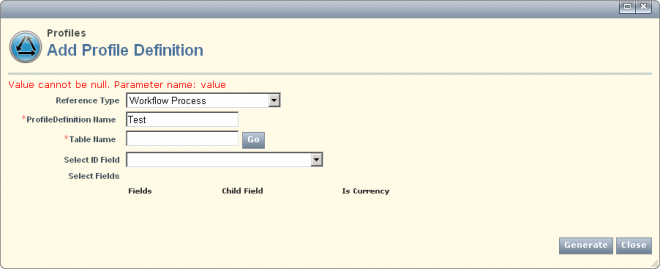 Profiles
Add Profile Definition
Value cannot be null. Parameter name: value
Reference Type Workflow Process
*ProfileDefinition Name Test
*Table Name Go
Select ID Field
Select Fields
Fields Child Field Is Currency
Generate Close